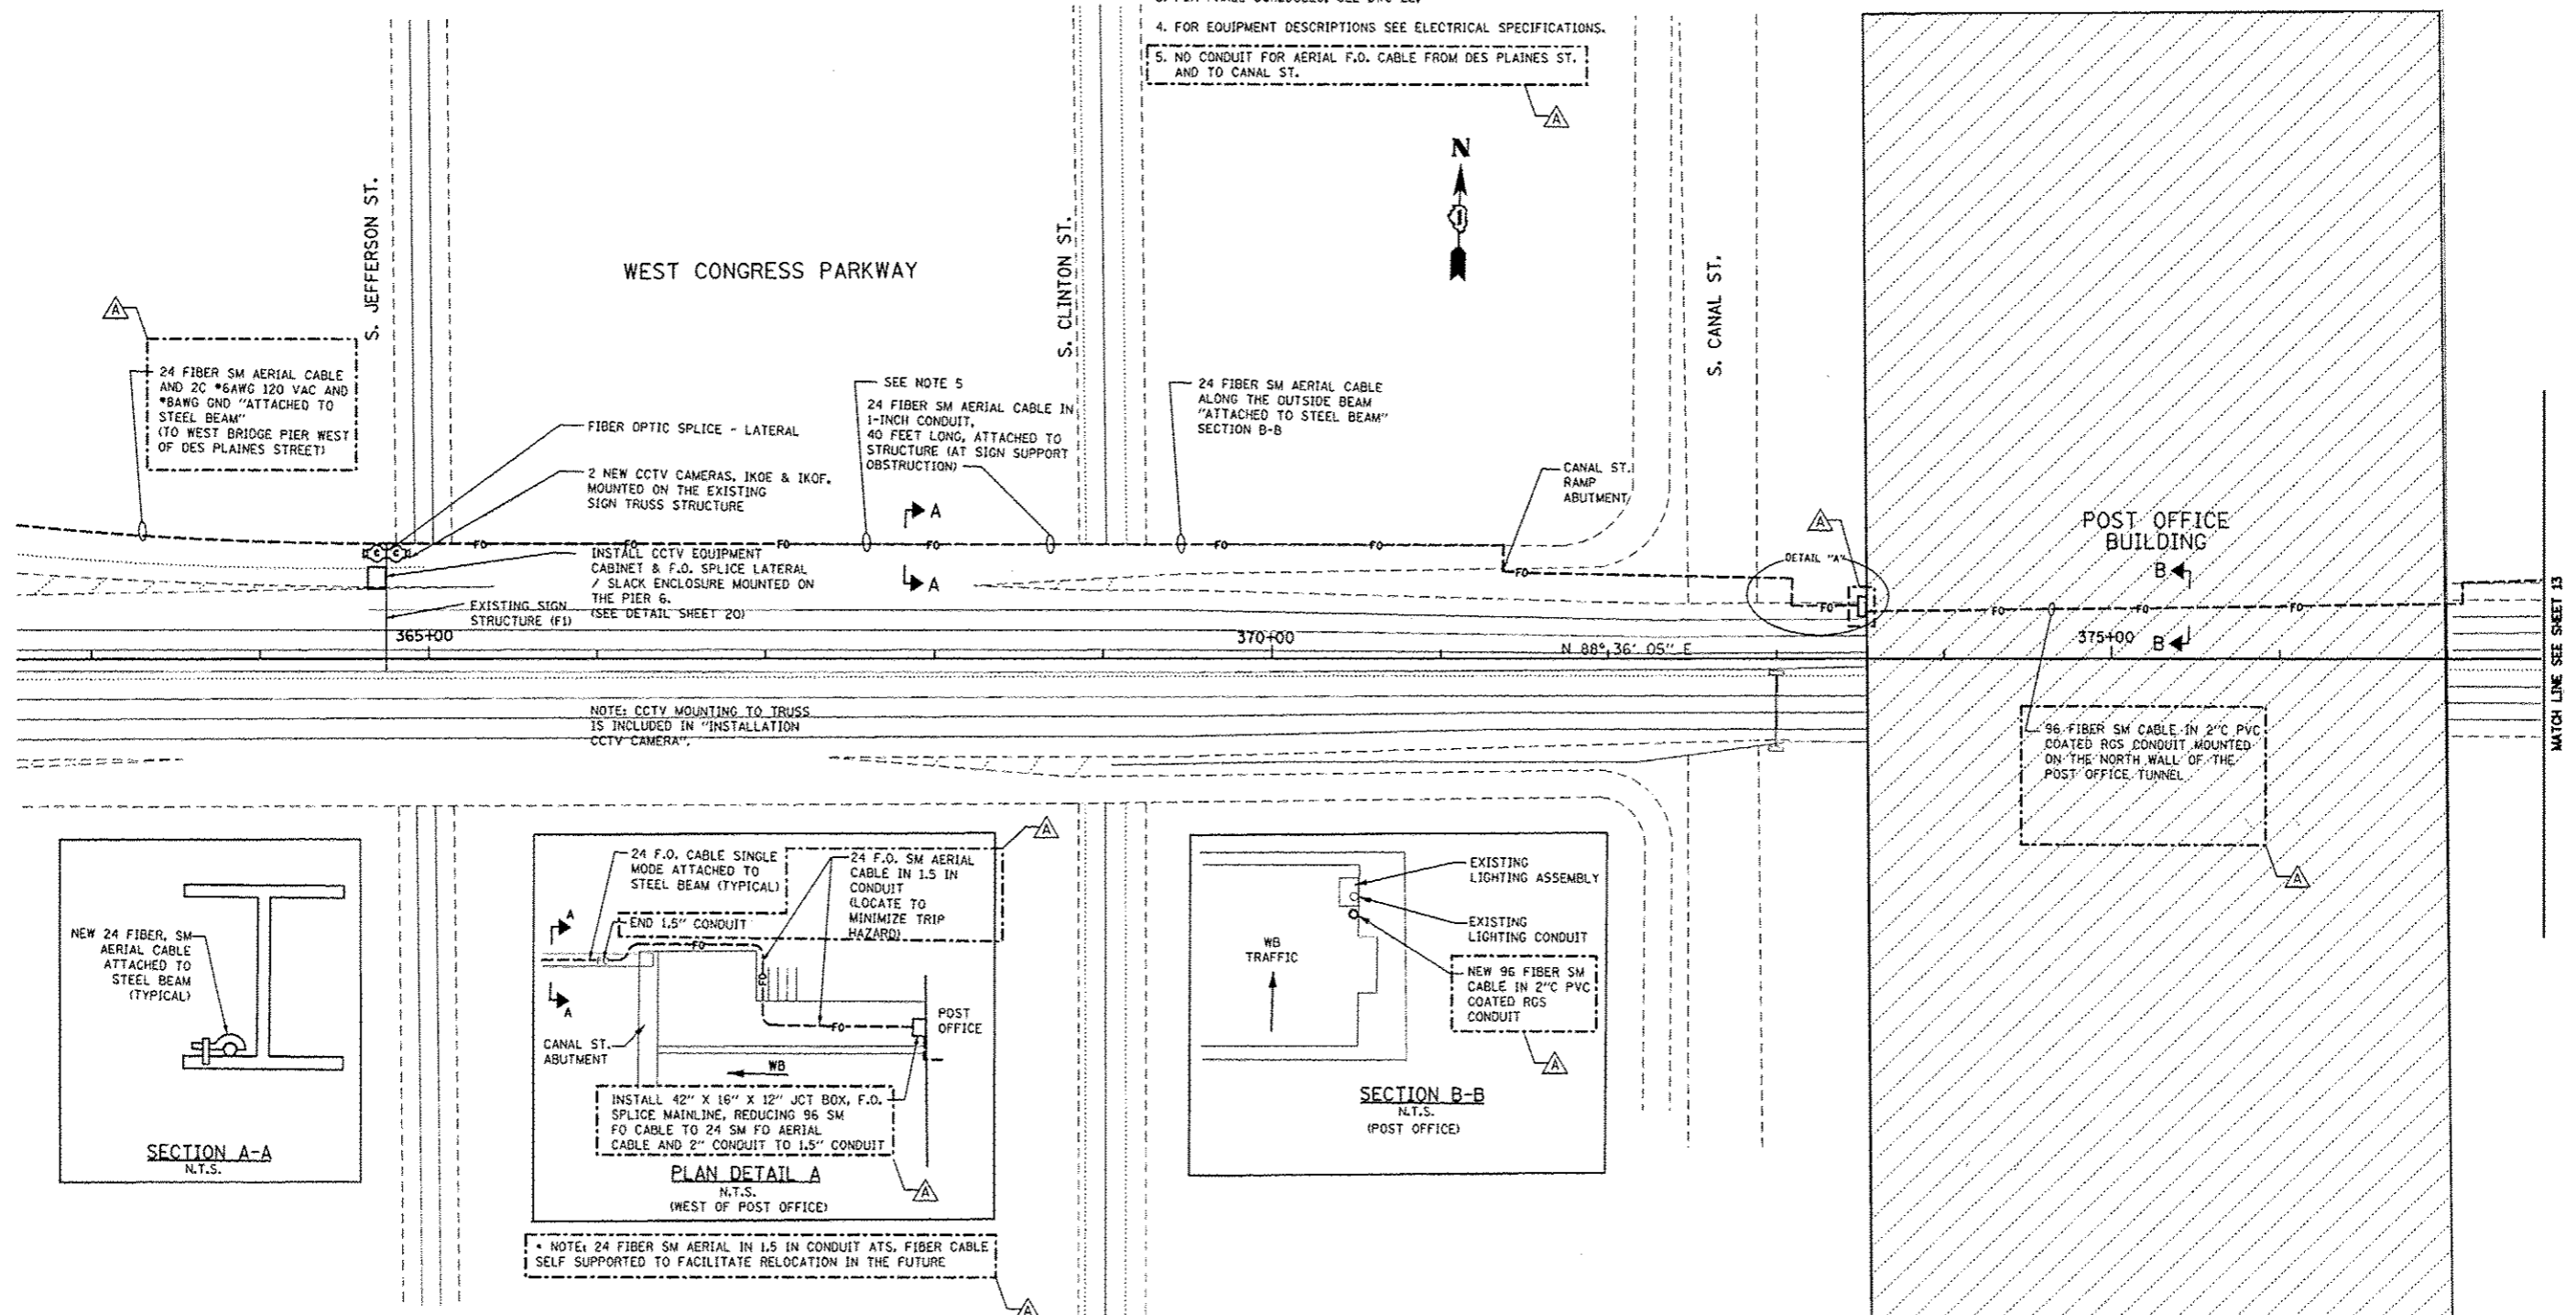 4. FOR EQUIPMENT DESCRIPTIONS SEE ELECTRICAL SPECIFICATIONS.
5. NO CONDUIT FOR AERIAL F.O. CABLE FROM DES PLAINES ST.
AND TO CANAL ST.
A
N
S. JEFFERSON ST.
WEST CONGRESS PARKWAY
S. CLINTON ST.
S. CANAL ST.
A
24 FIBER SM AERIAL CABLE
AND 2C #6AWG 120 VAC AND
#8AWG GND "ATTACHED TO
STEEL BEAM"
(TO WEST BRIDGE PIER WEST
OF DES PLAINES STREET)
FIBER OPTIC SPLICE - LATERAL
2 NEW CCTV CAMERAS, IKOE & IKOF,
MOUNTED ON THE EXISTING
SIGN TRUSS STRUCTURE
SEE NOTE 5
24 FIBER SM AERIAL CABLE IN
1-INCH CONDUIT,
40 FEET LONG, ATTACHED TO
STRUCTURE (AT SIGN SUPPORT
OBSTRUCTION)
24 FIBER SM AERIAL CABLE
ALONG THE OUTSIDE BEAM
"ATTACHED TO STEEL BEAM"
SECTION B-B
CANAL ST.
RAMP
ABUTMENT
A
A
C C
FO FO FO FO FO FO
FO
FO
INSTALL CCTV EQUIPMENT
CABINET & F.O. SPLICE LATERAL
/ SLACK ENCLOSURE MOUNTED ON
THE PIER 6.
(SEE DETAIL SHEET 20)
EXISTING SIGN
STRUCTURE (F1)
A
DETAIL "A"
POST OFFICE
BUILDING
B
FO FO FO
B
365+00
370+00
375+00
N 88° 36' 05" E
MATCH LINE SEE SHEET 13
NOTE: CCTV MOUNTING TO TRUSS
IS INCLUDED IN "INSTALLATION
CCTV CAMERA".
96 FIBER SM CABLE IN 2"C PVC
COATED RGS CONDUIT MOUNTED
ON THE NORTH WALL OF THE
POST OFFICE TUNNEL
A
NEW 24 FIBER, SM
AERIAL CABLE
ATTACHED TO
STEEL BEAM
(TYPICAL)
SECTION A-A
N.T.S.
A
24 F.O. CABLE SINGLE
MODE ATTACHED TO
STEEL BEAM (TYPICAL)
24 F.O. SM AERIAL
CABLE IN 1.5 IN
CONDUIT
(LOCATE TO
MINIMIZE TRIP
HAZARD)
END 1.5" CONDUIT
A
A
FO
FO
FO
FO
POST
OFFICE
CANAL ST.
ABUTMENT
WB
INSTALL 42" X 16" X 12" JCT BOX, F.O.
SPLICE MAINLINE, REDUCING 96 SM
FO CABLE TO 24 SM FO AERIAL
CABLE AND 2" CONDUIT TO 1.5" CONDUIT
PLAN DETAIL A
N.T.S.
(WEST OF POST OFFICE)
A
* NOTE: 24 FIBER SM AERIAL IN 1.5 IN CONDUIT ATS. FIBER CABLE
SELF SUPPORTED TO FACILITATE RELOCATION IN THE FUTURE
A
EXISTING
LIGHTING ASSEMBLY
EXISTING
LIGHTING CONDUIT
WB
TRAFFIC
NEW 96 FIBER SM
CABLE IN 2"C PVC
COATED RGS
CONDUIT
A
SECTION B-B
N.T.S.
(POST OFFICE)